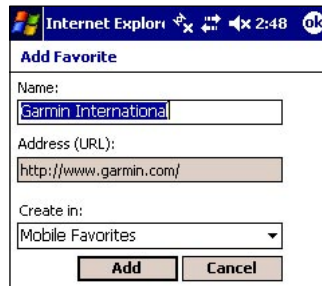 Internet Explor 2:48 ok
Add Favorite
Name:
Garmin International
Address (URL):
http://www.garmin.com/
Create in:
Mobile Favorites
Add Cancel